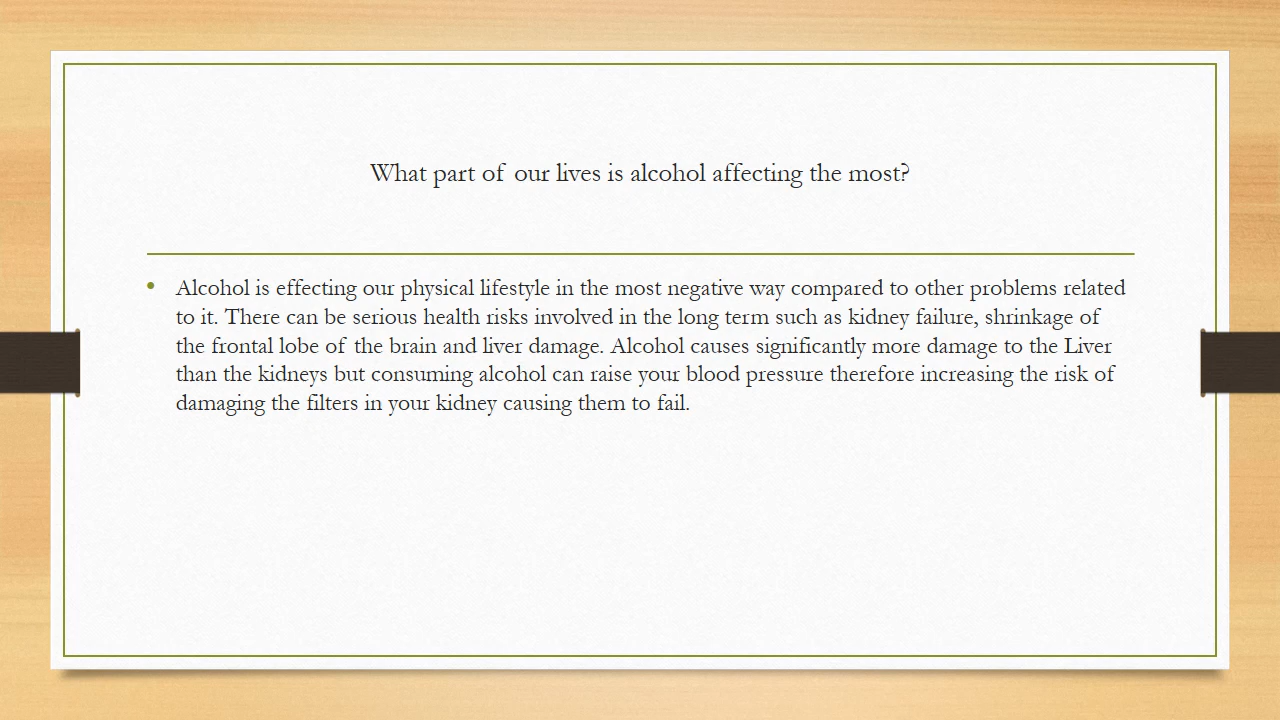 What part of our lives is alcohol affecting the most?
• Alcohol is effecting our physical lifestyle in the most negative way compared to other problems related
to it. There can be serious health risks involved in the long term such as kidney failure, shrinkage of
the frontal lobe of the brain and liver damage. Alcohol causes significantly more damage to the Liver
than the kidneys but consuming alcohol can raise your blood pressure therefore increasing the risk of
damaging the filters in your kidney causing them to fail.